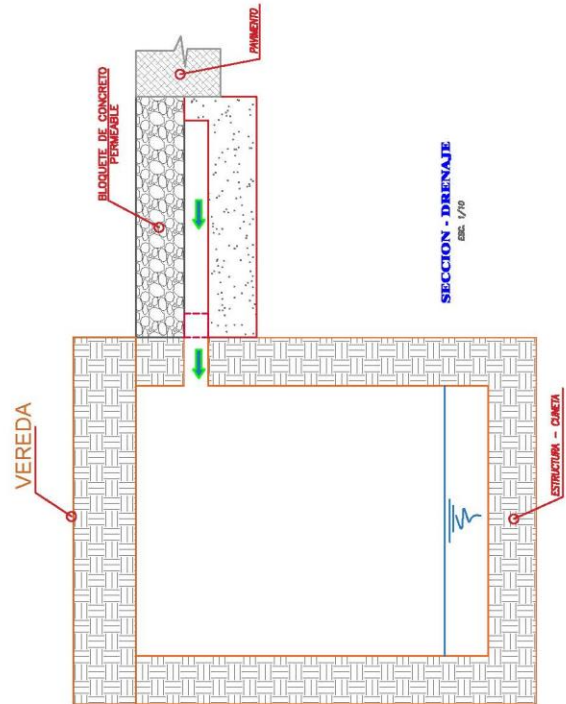 VEREDA
BLOQUETE DE CONCRETO
PERMEABLE
PAVIMENTO
SECCION - DRENAJE
ESC. 1/10
ESTRUCTURA - CUNETA